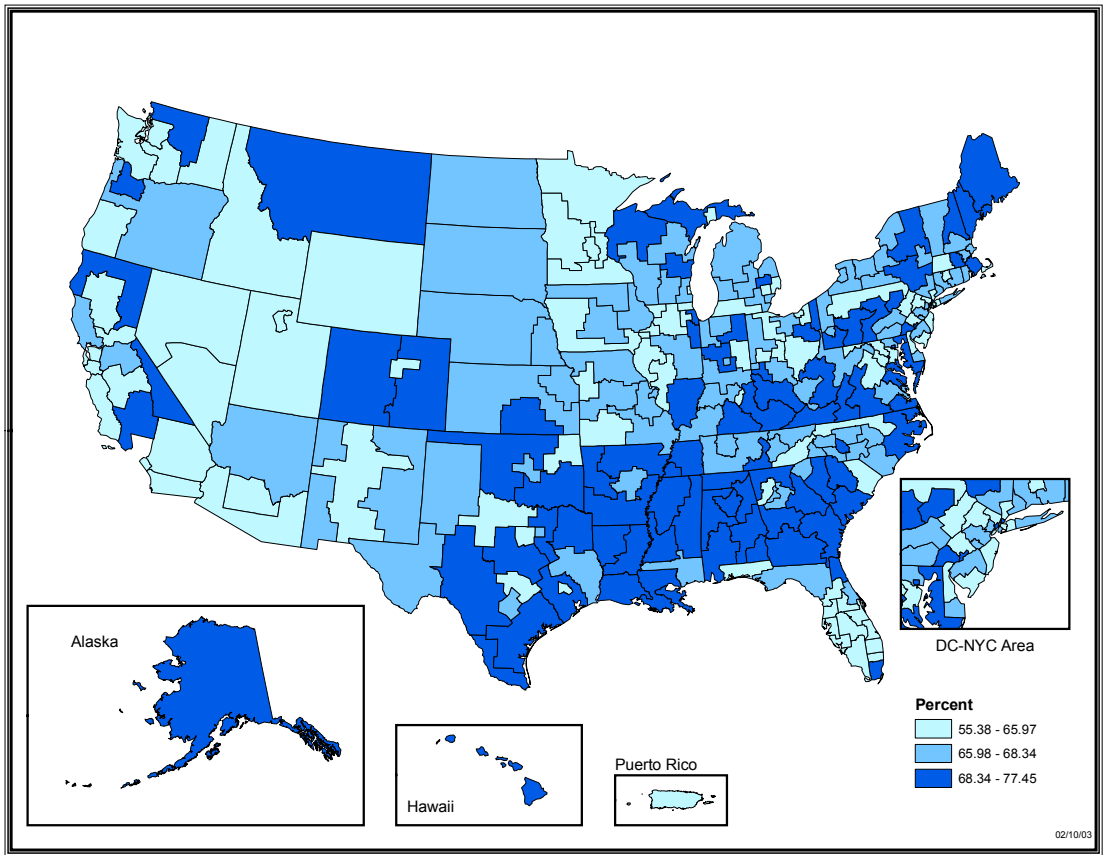 Alaska
Hawaii
Puerto Rico
DC-NYC Area
Percent
55.38 - 65.97
65.98 - 68.34
68.34 - 77.45
02/10/03